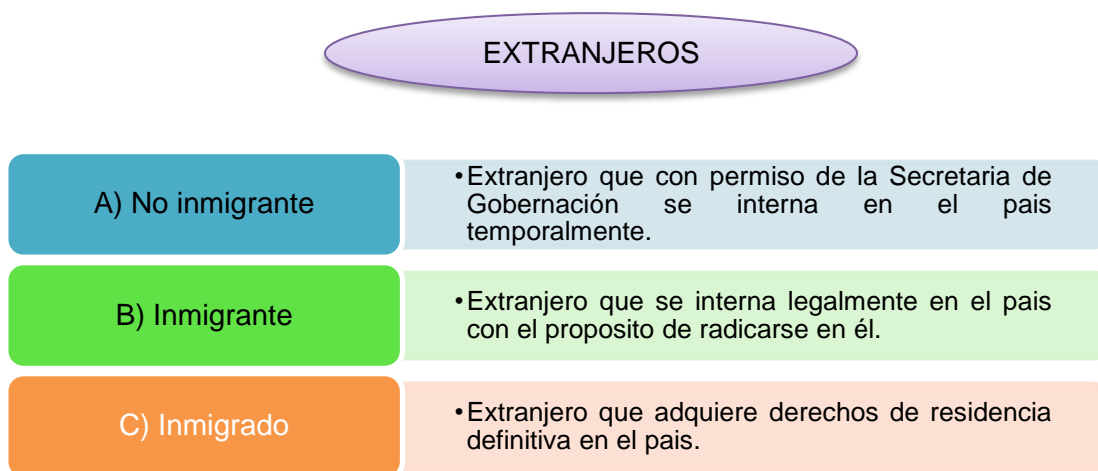 EXTRANJEROS
A) No inmigrante
•Extranjero que con permiso de la Secretaria de
Gobernación se interna en el pais
temporalmente.
B) Inmigrante
•Extranjero que se interna legalmente en el pais
con el proposito de radicarse en él.
C) Inmigrado
•Extranjero que adquiere derechos de residencia
definitiva en el pais.